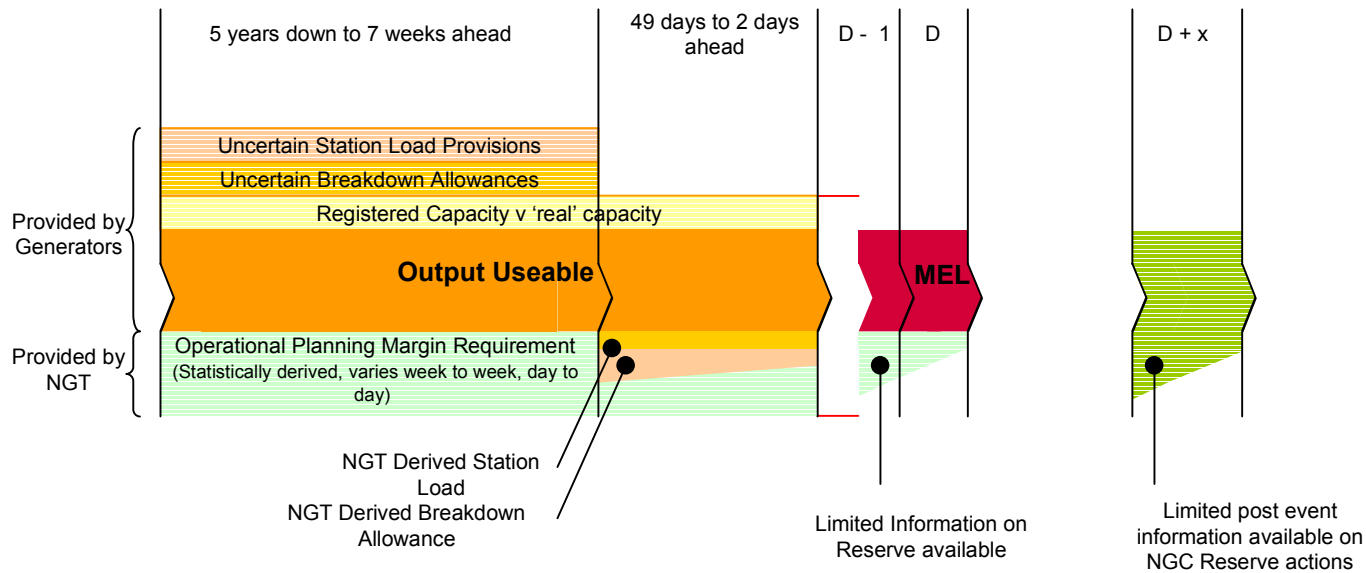 5 years down to 7 weeks ahead
49 days to 2 days
ahead
D - 1
D
D + x
Uncertain Station Load Provisions
Uncertain Breakdown Allowances
Registered Capacity v ‘real’ capacity
Provided by
Generators
Output Useable
MEL
Provided by
NGT
Operational Planning Margin Requirement
(Statistically derived, varies week to week, day to
day)
NGT Derived Station
Load
NGT Derived Breakdown
Allowance
Limited Information on
Reserve available
Limited post event
information available on
NGC Reserve actions